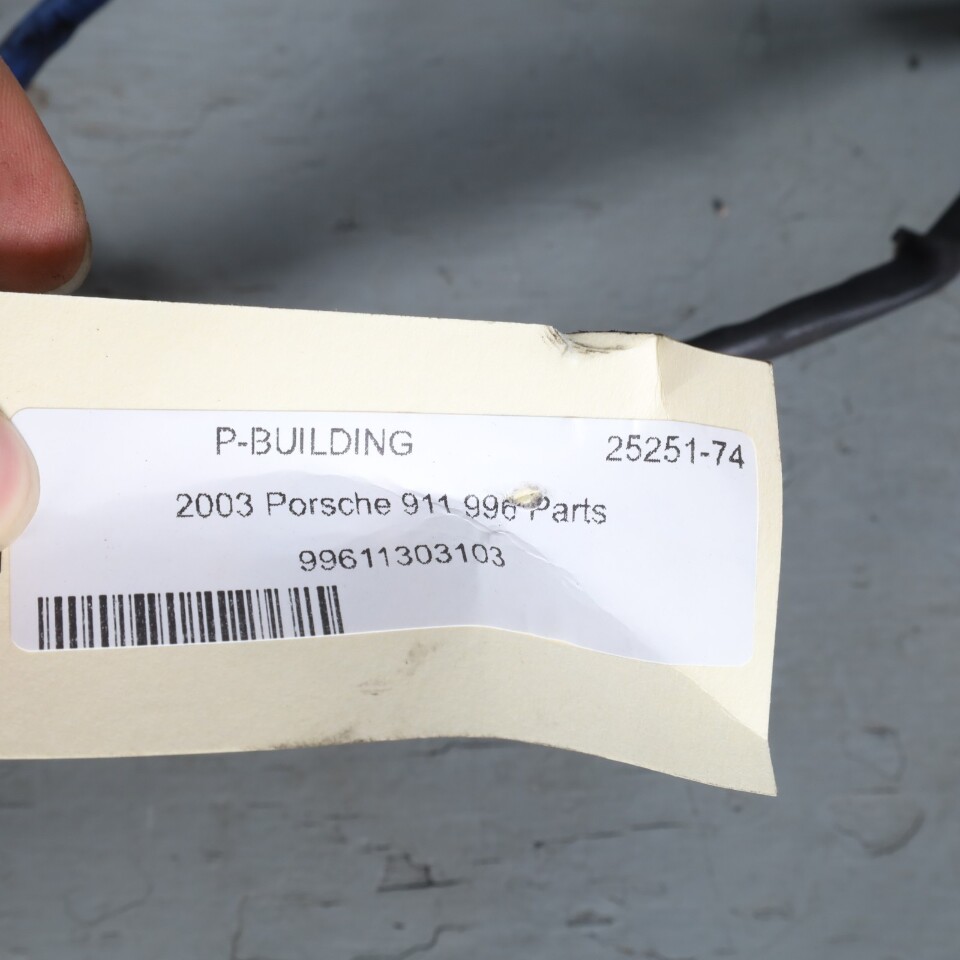 P-BUILDING 25251-74
2003 Porsche 911 996 Parts
99611303103